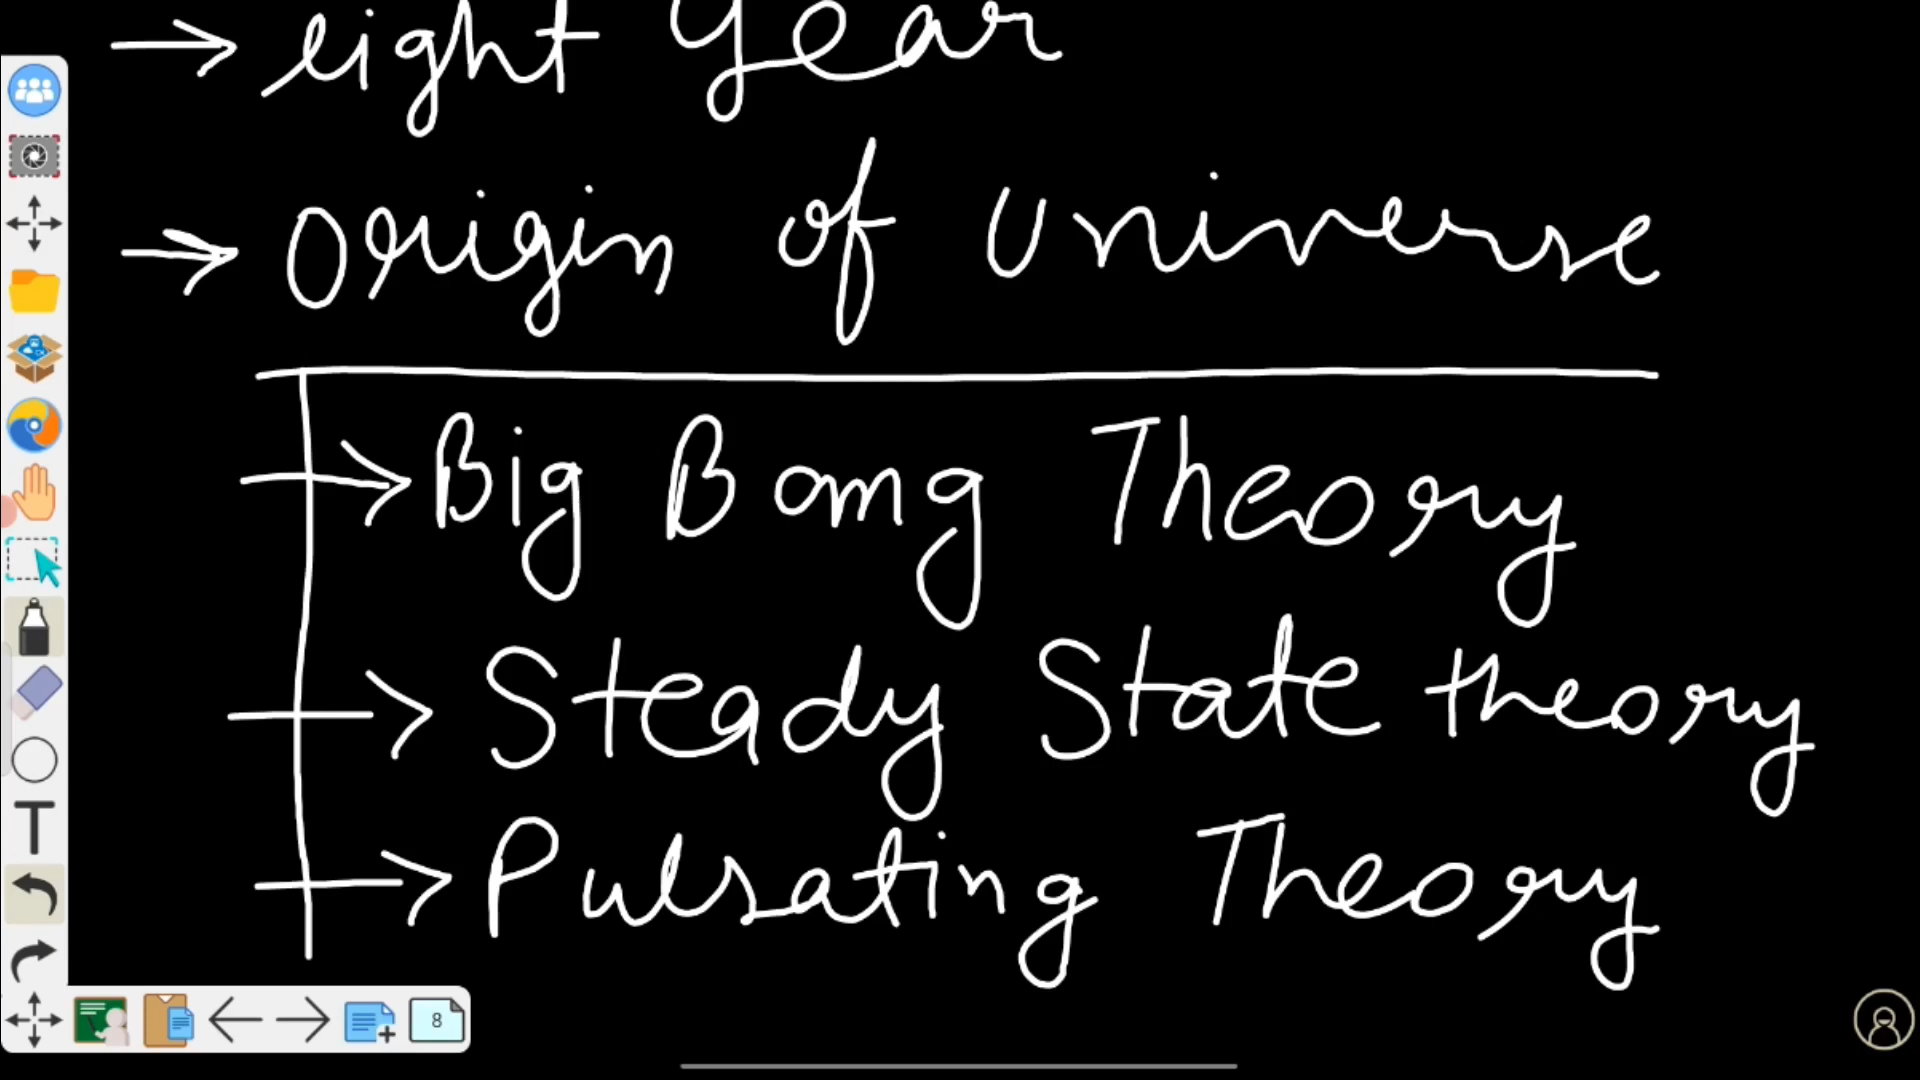 → Light Year
→ Origin of Universe
→ Big Bang Theory
→ Steady State theory
→ Pulsating Theory
8